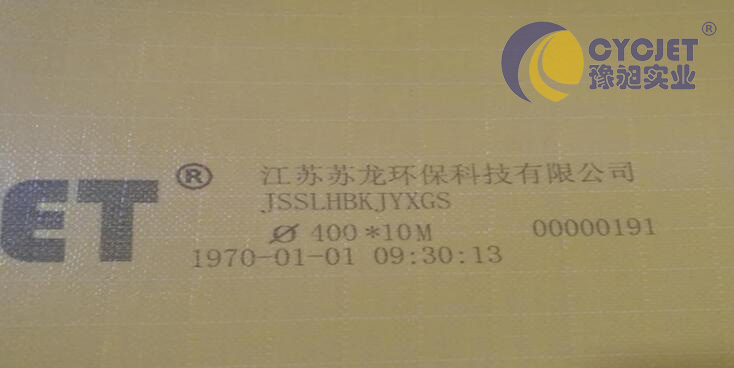 CYCJET®
豫昶实业
ET®
江苏苏龙环保科技有限公司
JSSLHBKJYXGS
Ø 400*10M 00000191
1970-01-01 09:30:13